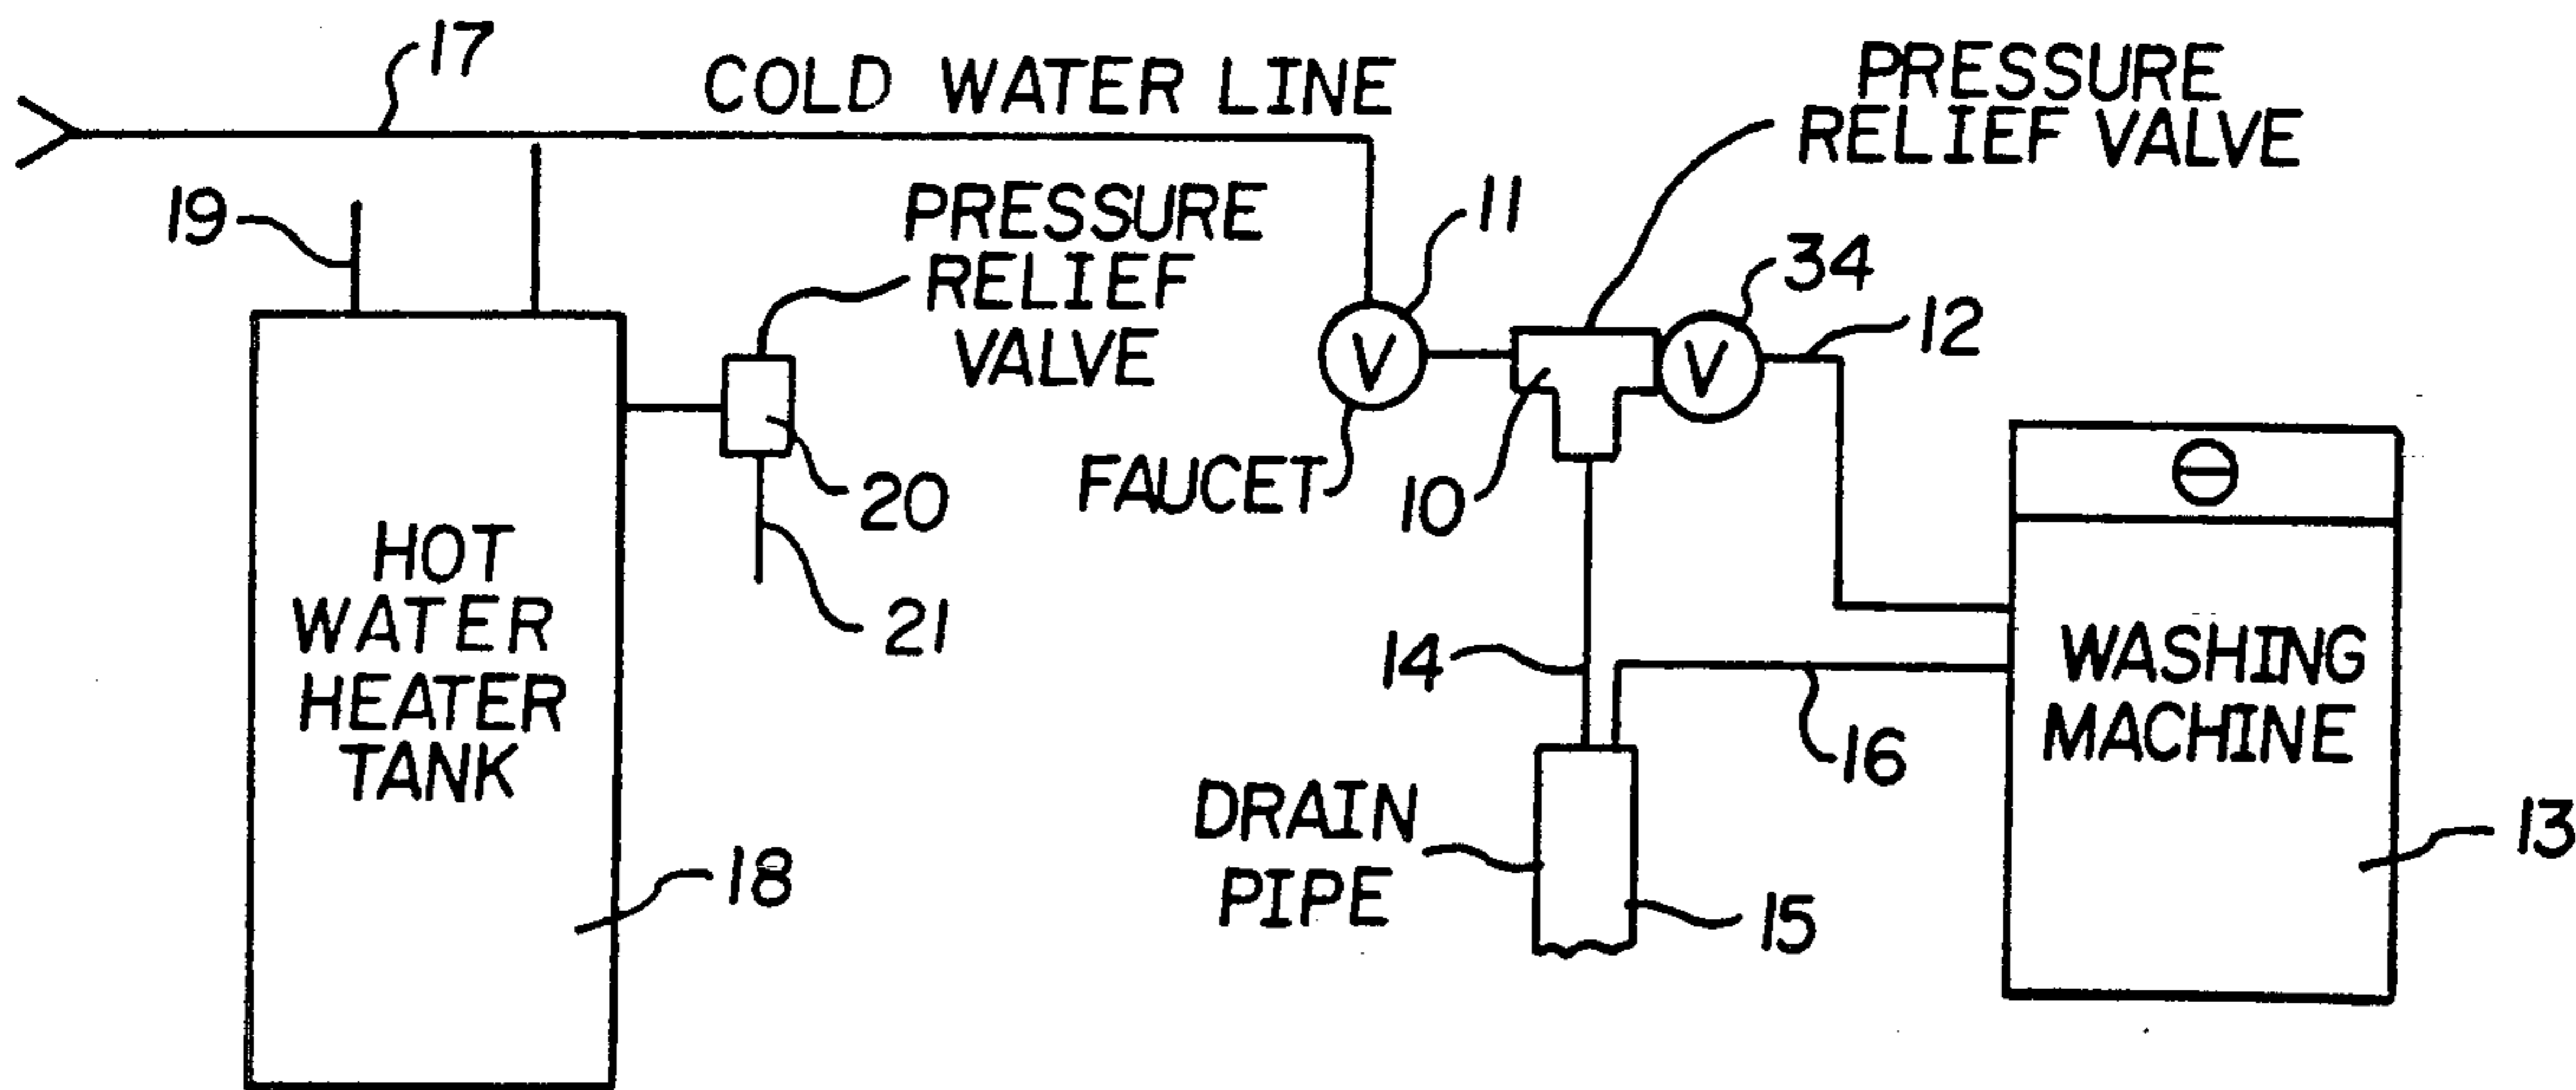 17
COLD WATER LINE
PRESSURE
RELIEF VALVE
19
PRESSURE
RELIEF
VALVE
11
34
12
V
V
FAUCET
10
20
21
HOT
WATER
HEATER
TANK
18
14
16
WASHING
MACHINE
13
DRAIN
PIPE
15